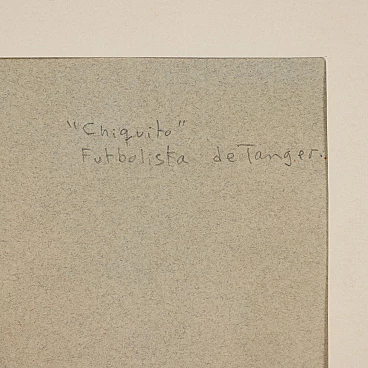 "Chiquito"
Futbolista de Tanger.